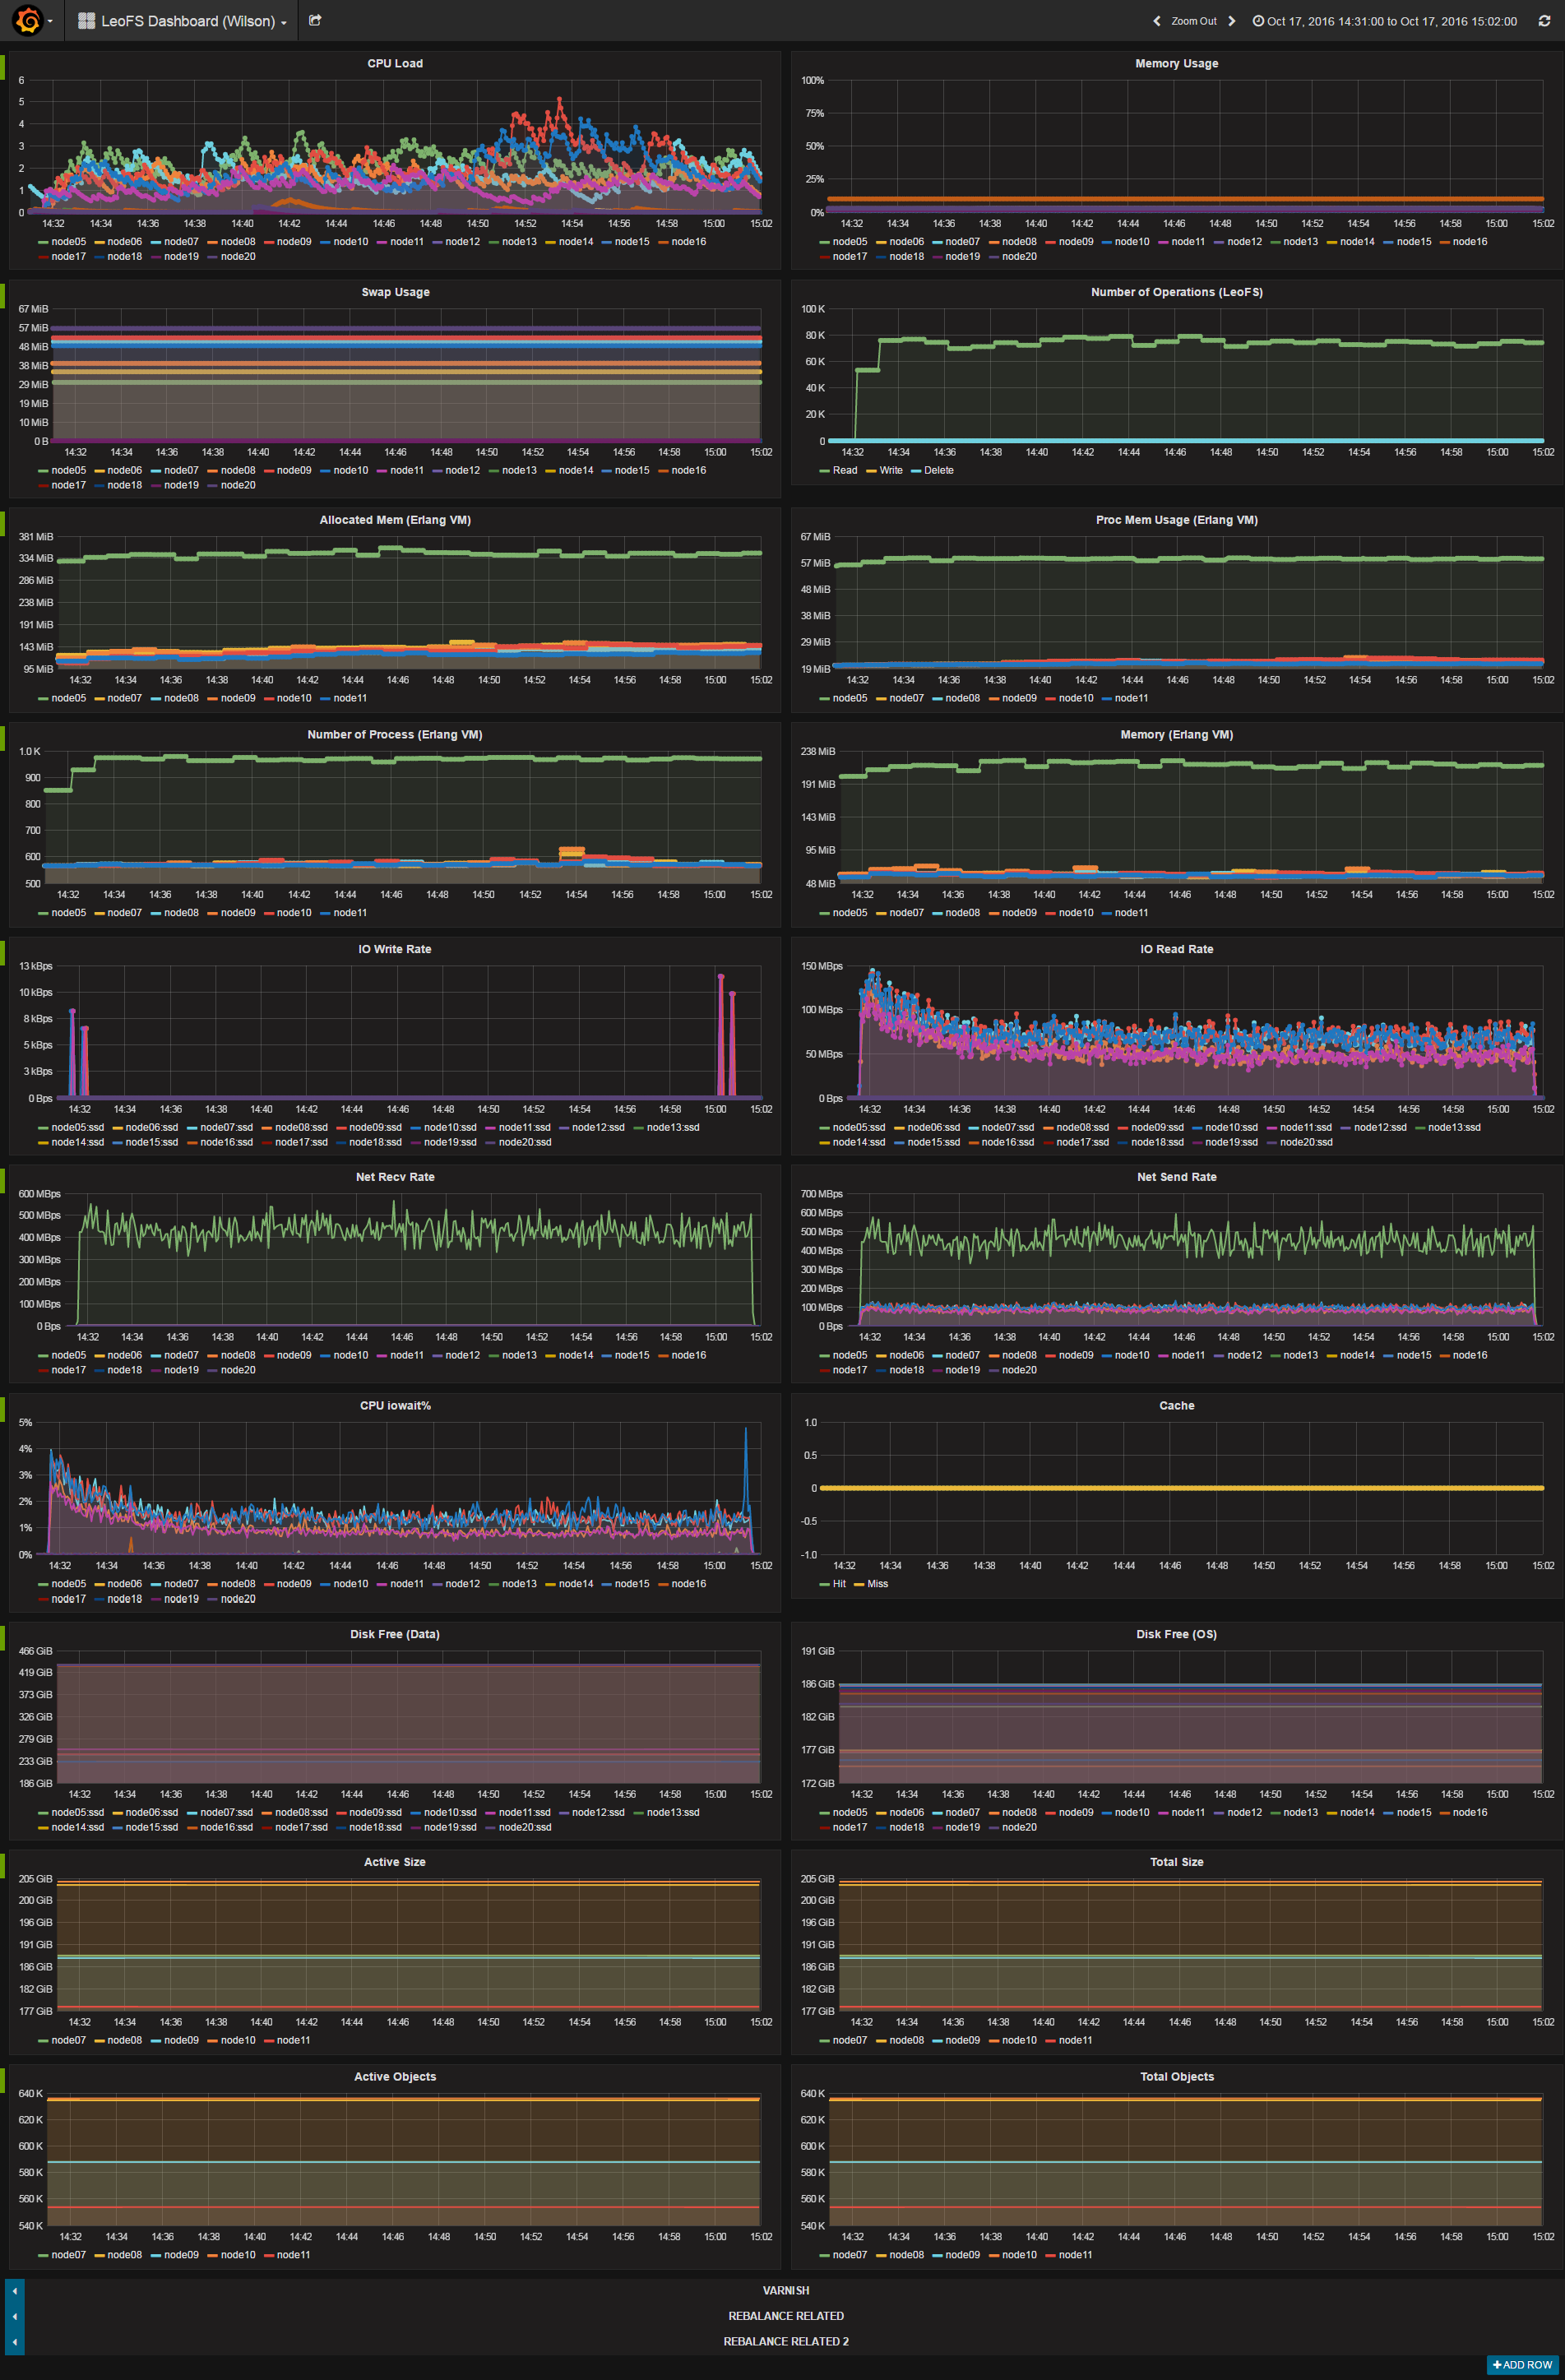 LeoFS Dashboard (Wilson)
Zoom Out
Oct 17, 2016 14:31:00 to Oct 17, 2016 15:02:00
CPU Load
6
5
4
3
2
1
0
14:32 14:34 14:36 14:38 14:40 14:42 14:44 14:46 14:48 14:50 14:52 14:54 14:56 14:58 15:00 15:02
node05 node06 node07 node08 node09 node10 node11 node12 node13 node14 node15 node16
node17 node18 node19 node20
Memory Usage
100%
75%
50%
25%
0%
14:32 14:34 14:36 14:38 14:40 14:42 14:44 14:46 14:48 14:50 14:52 14:54 14:56 14:58 15:00 15:02
node05 node06 node07 node08 node09 node10 node11 node12 node13 node14 node15 node16
node17 node18 node19 node20
Swap Usage
67 MiB
57 MiB
48 MiB
38 MiB
29 MiB
19 MiB
10 MiB
0 B
14:32 14:34 14:36 14:38 14:40 14:42 14:44 14:46 14:48 14:50 14:52 14:54 14:56 14:58 15:00 15:02
node05 node06 node07 node08 node09 node10 node11 node12 node13 node14 node15 node16
node17 node18 node19 node20
Number of Operations (LeoFS)
100 K
80 K
60 K
40 K
20 K
0
14:32 14:34 14:36 14:38 14:40 14:42 14:44 14:46 14:48 14:50 14:52 14:54 14:56 14:58 15:00 15:02
Read Write Delete
Allocated Mem (Erlang VM)
381 MiB
334 MiB
286 MiB
238 MiB
191 MiB
143 MiB
95 MiB
14:32 14:34 14:36 14:38 14:40 14:42 14:44 14:46 14:48 14:50 14:52 14:54 14:56 14:58 15:00 15:02
node05 node07 node08 node09 node10 node11
Proc Mem Usage (Erlang VM)
67 MiB
57 MiB
48 MiB
38 MiB
29 MiB
19 MiB
14:32 14:34 14:36 14:38 14:40 14:42 14:44 14:46 14:48 14:50 14:52 14:54 14:56 14:58 15:00 15:02
node05 node07 node08 node09 node10 node11
Number of Process (Erlang VM)
1.0 K
900
800
700
600
500
14:32 14:34 14:36 14:38 14:40 14:42 14:44 14:46 14:48 14:50 14:52 14:54 14:56 14:58 15:00 15:02
node05 node07 node08 node09 node10 node11
Memory (Erlang VM)
238 MiB
191 MiB
143 MiB
95 MiB
48 MiB
14:32 14:34 14:36 14:38 14:40 14:42 14:44 14:46 14:48 14:50 14:52 14:54 14:56 14:58 15:00 15:02
node05 node07 node08 node09 node10 node11
IO Write Rate
13 kBps
10 kBps
8 kBps
5 kBps
3 kBps
0 Bps
14:32 14:34 14:36 14:38 14:40 14:42 14:44 14:46 14:48 14:50 14:52 14:54 14:56 14:58 15:00 15:02
node05:ssd node06:ssd node07:ssd node08:ssd node09:ssd node10:ssd node11:ssd node12:ssd node13:ssd
node14:ssd node15:ssd node16:ssd node17:ssd node18:ssd node19:ssd node20:ssd
IO Read Rate
150 MBps
100 MBps
50 MBps
0 Bps
14:32 14:34 14:36 14:38 14:40 14:42 14:44 14:46 14:48 14:50 14:52 14:54 14:56 14:58 15:00 15:02
node05:ssd node06:ssd node07:ssd node08:ssd node09:ssd node10:ssd node11:ssd node12:ssd node13:ssd
node14:ssd node15:ssd node16:ssd node17:ssd node18:ssd node19:ssd node20:ssd
Net Recv Rate
600 MBps
500 MBps
400 MBps
300 MBps
200 MBps
100 MBps
0 Bps
14:32 14:34 14:36 14:38 14:40 14:42 14:44 14:46 14:48 14:50 14:52 14:54 14:56 14:58 15:00 15:02
node05 node06 node07 node08 node09 node10 node11 node12 node13 node14 node15 node16
node17 node18 node19 node20
Net Send Rate
700 MBps
600 MBps
500 MBps
400 MBps
300 MBps
200 MBps
100 MBps
0 Bps
14:32 14:34 14:36 14:38 14:40 14:42 14:44 14:46 14:48 14:50 14:52 14:54 14:56 14:58 15:00 15:02
node05 node06 node07 node08 node09 node10 node11 node12 node13 node14 node15 node16
node17 node18 node19 node20
CPU iowait%
5%
4%
3%
2%
1%
0%
14:32 14:34 14:36 14:38 14:40 14:42 14:44 14:46 14:48 14:50 14:52 14:54 14:56 14:58 15:00 15:02
node05 node06 node07 node08 node09 node10 node11 node12 node13 node14 node15 node16
node17 node18 node19 node20
Cache
1.0
0.5
0
-0.5
-1.0
14:32 14:34 14:36 14:38 14:40 14:42 14:44 14:46 14:48 14:50 14:52 14:54 14:56 14:58 15:00 15:02
Hit Miss
Disk Free (Data)
466 GiB
419 GiB
373 GiB
326 GiB
279 GiB
233 GiB
186 GiB
14:32 14:34 14:36 14:38 14:40 14:42 14:44 14:46 14:48 14:50 14:52 14:54 14:56 14:58 15:00 15:02
node05:ssd node06:ssd node07:ssd node08:ssd node09:ssd node10:ssd node11:ssd node12:ssd node13:ssd
node14:ssd node15:ssd node16:ssd node17:ssd node18:ssd node19:ssd node20:ssd
Disk Free (OS)
191 GiB
186 GiB
182 GiB
177 GiB
172 GiB
14:32 14:34 14:36 14:38 14:40 14:42 14:44 14:46 14:48 14:50 14:52 14:54 14:56 14:58 15:00 15:02
node05 node06 node07 node08 node09 node10 node11 node12 node13 node14 node15 node16
node17 node18 node19 node20
Active Size
205 GiB
200 GiB
196 GiB
191 GiB
186 GiB
182 GiB
177 GiB
14:32 14:34 14:36 14:38 14:40 14:42 14:44 14:46 14:48 14:50 14:52 14:54 14:56 14:58 15:00 15:02
node07 node08 node09 node10 node11
Total Size
205 GiB
200 GiB
196 GiB
191 GiB
186 GiB
182 GiB
177 GiB
14:32 14:34 14:36 14:38 14:40 14:42 14:44 14:46 14:48 14:50 14:52 14:54 14:56 14:58 15:00 15:02
node07 node08 node09 node10 node11
Active Objects
640 K
620 K
600 K
580 K
560 K
540 K
14:32 14:34 14:36 14:38 14:40 14:42 14:44 14:46 14:48 14:50 14:52 14:54 14:56 14:58 15:00 15:02
node07 node08 node09 node10 node11
Total Objects
640 K
620 K
600 K
580 K
560 K
540 K
14:32 14:34 14:36 14:38 14:40 14:42 14:44 14:46 14:48 14:50 14:52 14:54 14:56 14:58 15:00 15:02
node07 node08 node09 node10 node11
VARNISH
REBALANCE RELATED
REBALANCE RELATED 2
+ADD ROW